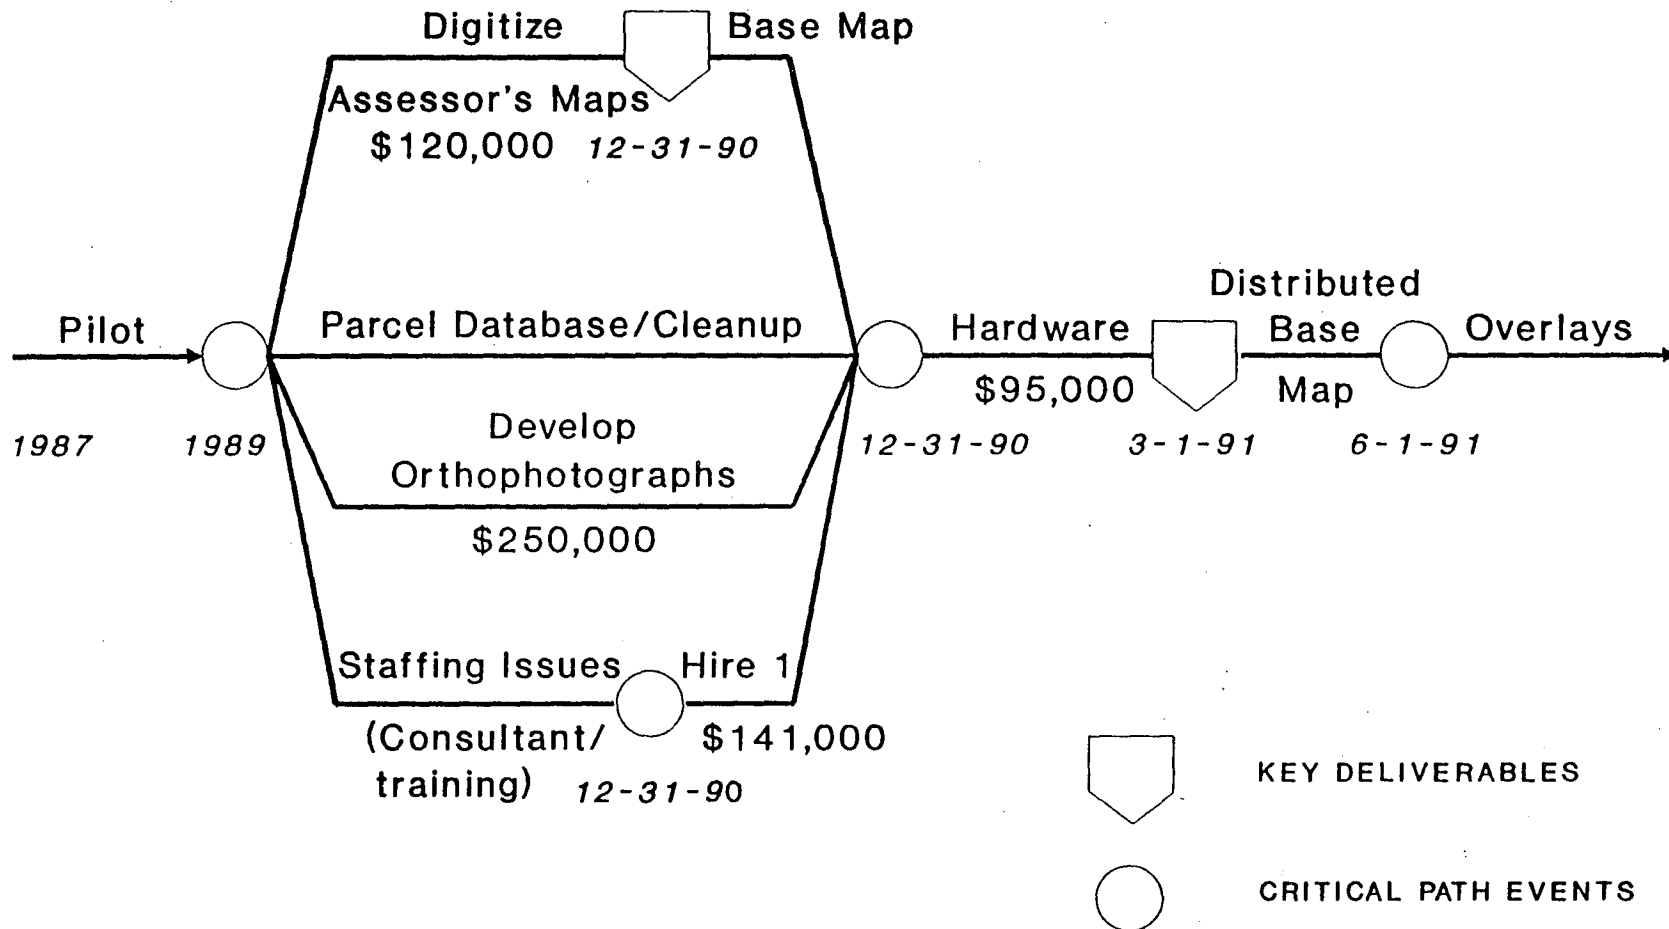 Digitize
Base Map
Assessor's Maps
$120,000
12-31-90
Pilot
1987
1989
Parcel Database/Cleanup
Develop
Orthophotographs
$250,000
Staffing Issues
Hire 1
(Consultant/
training)
$141,000
12-31-90
12-31-90
Hardware
$95,000
3-1-91
Distributed
Base
Map
6-1-91
Overlays
KEY DELIVERABLES
CRITICAL PATH EVENTS